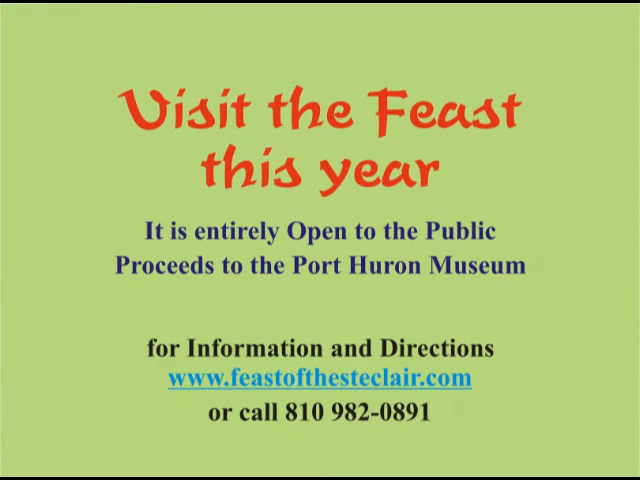 Visit the Feast
this year
It is entirely Open to the Public
Proceeds to the Port Huron Museum
for Information and Directions
www.feastofthesteclair.com
or call 810 982-0891